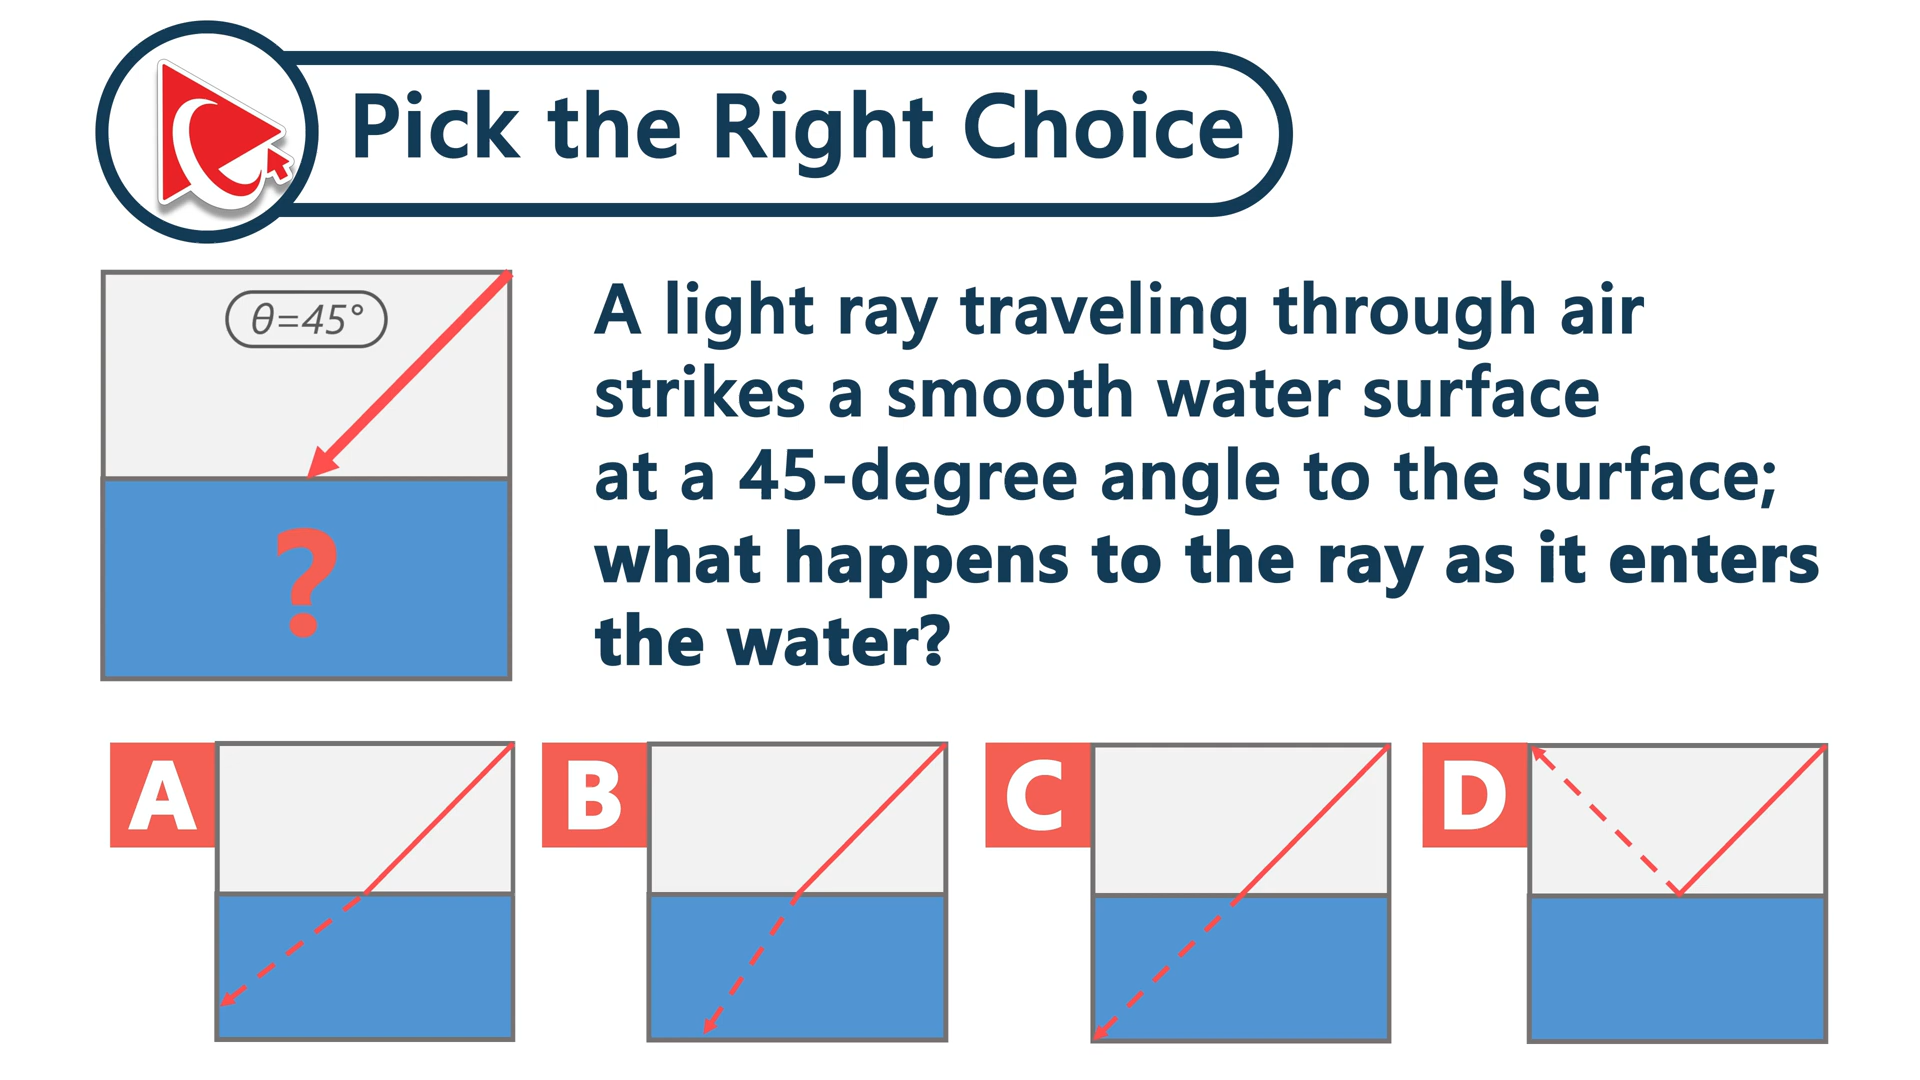 Pick the Right Choice
θ=45°
?
A light ray traveling through air
strikes a smooth water surface
at a 45-degree angle to the surface;
what happens to the ray as it enters
the water?
A
B
C
D